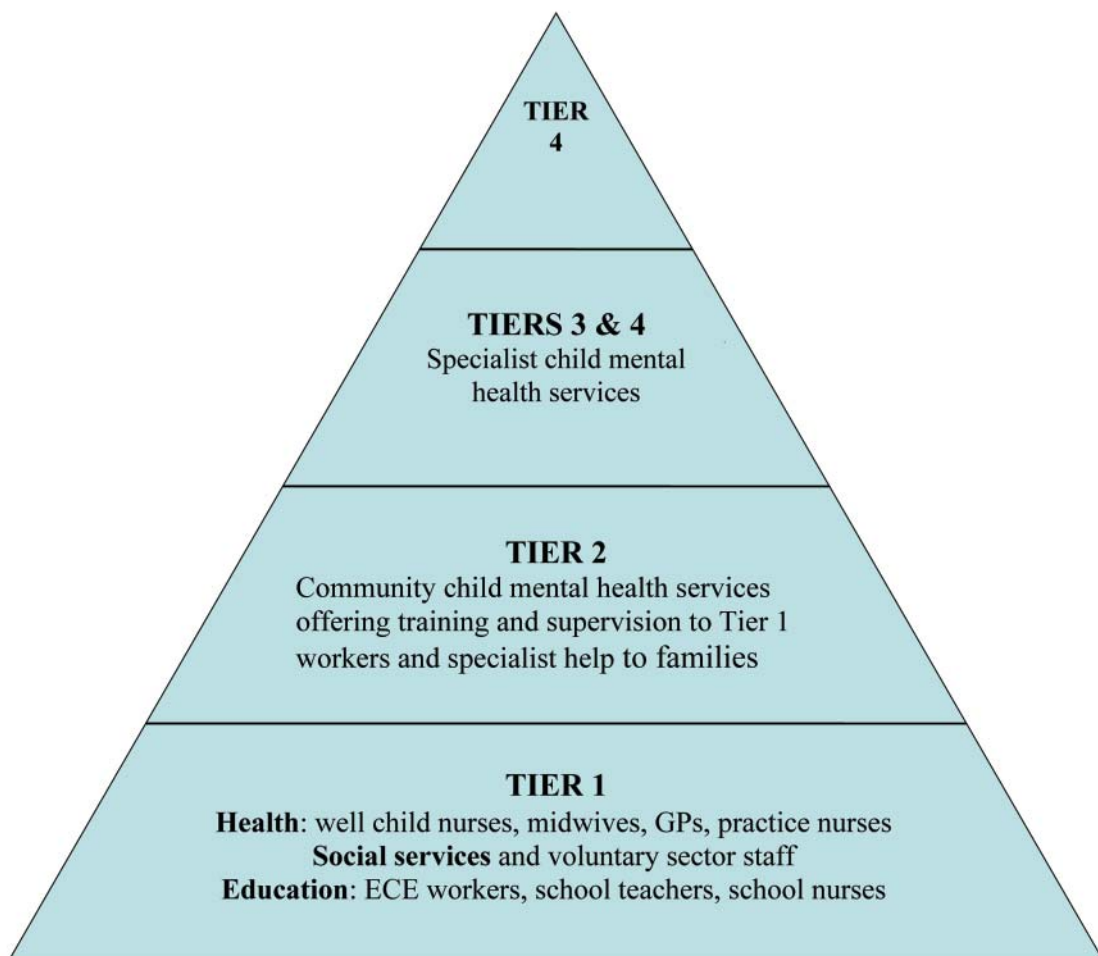 TIER
4
TIERS 3 & 4
Specialist child mental
health services
TIER 2
Community child mental health services
offering training and supervision to Tier 1
workers and specialist help to families
TIER 1
Health: well child nurses, midwives, GPs, practice nurses
Social services and voluntary sector staff
Education: ECE workers, school teachers, school nurses